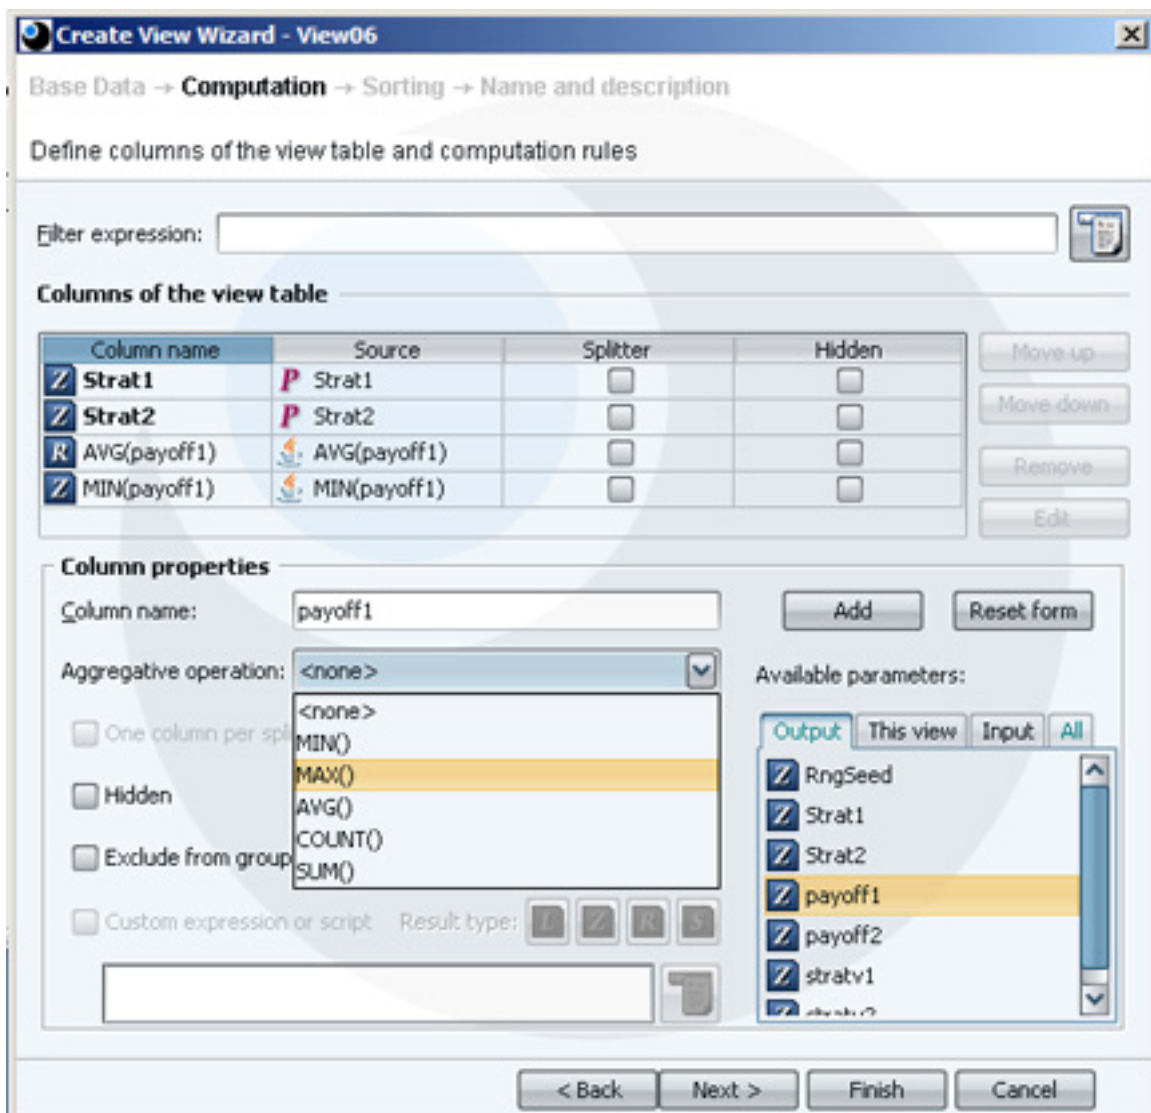 Create View Wizard - View06
Base Data → Computation → Sorting → Name and description
Define columns of the view table and computation rules
Filter expression:
Columns of the view table
Column name Source Splitter Hidden
Z Strat1 P Strat1
Z Strat2 P Strat2
R AVG(payoff1) AVG(payoff1)
Z MIN(payoff1) MIN(payoff1)
Move up
Move down
Remove
Edit
Column properties
Column name: payoff1
Add Reset form
Aggregative operation: <none>
<none>
MIN()
MAX()
AVG()
COUNT()
SUM()
One column per spli
Hidden
Exclude from group
Custom expression or script Result type: L Z R S
Available parameters:
Output This view Input All
Z RngSeed
Z Strat1
Z Strat2
Z payoff1
Z payoff2
Z stratv1
< Back Next > Finish Cancel